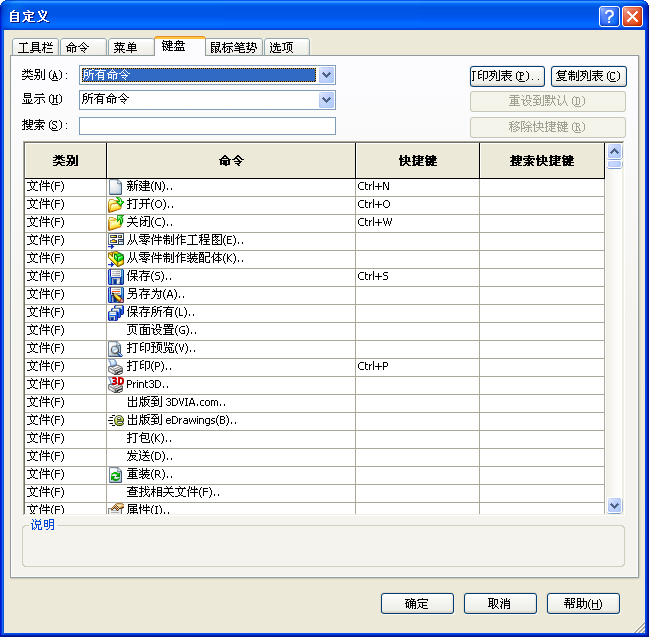 自定义
工具栏 命令 菜单 键盘 鼠标笔势 选项
类别(A): 所有命令 打印列表(P)... 复制列表(C)
显示(H) 所有命令 重设到默认(D)
搜索(S): 移除快捷键(R)
类别 命令 快捷键 搜索快捷键
文件(F) 新建(N).. Ctrl+N
文件(F) 打开(O).. Ctrl+O
文件(F) 关闭(C).. Ctrl+W
文件(F) 从零件制作工程图(E)..
文件(F) 从零件制作装配体(K)..
文件(F) 保存(S).. Ctrl+S
文件(F) 另存为(A)..
文件(F) 保存所有(L)..
文件(F) 页面设置(G)..
文件(F) 打印预览(V)..
文件(F) 打印(P).. Ctrl+P
文件(F) Print3D..
文件(F) 出版到 3DVIA.com..
文件(F) 出版到 eDrawings(B)..
文件(F) 打包(K)..
文件(F) 发送(D)..
文件(F) 重装(R)..
文件(F) 查找相关文件(F)..
文件(F) 属性(I)..
说明
确定 取消 帮助(H)